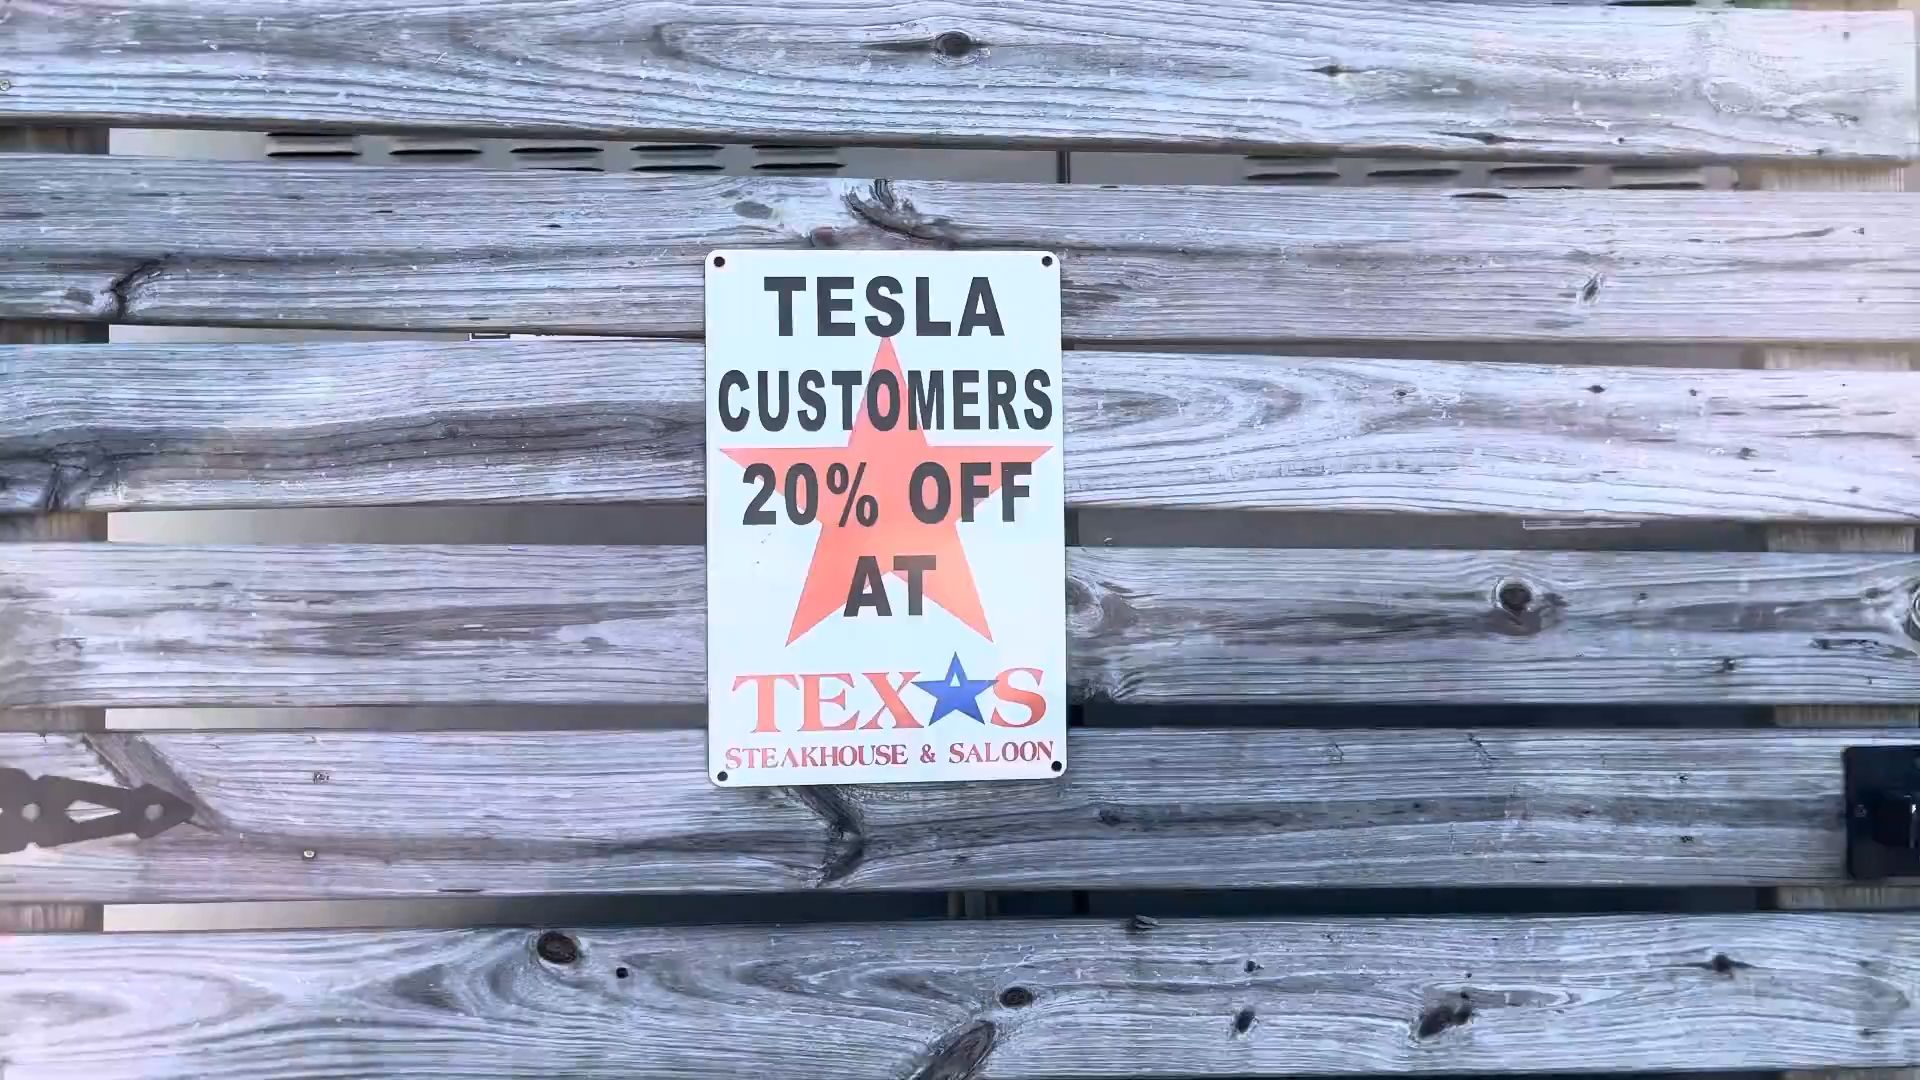 TESLA
CUSTOMERS
20% OFF
AT
TEXAS
STEAKHOUSE & SALOON